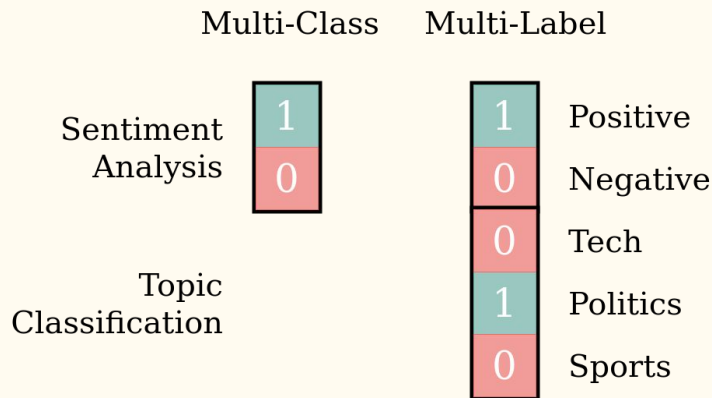 Multi-Class Multi-Label
Sentiment
Analysis
1
0
1
0
0
1
0
Positive
Negative
Tech
Politics
Sports
Topic
Classification